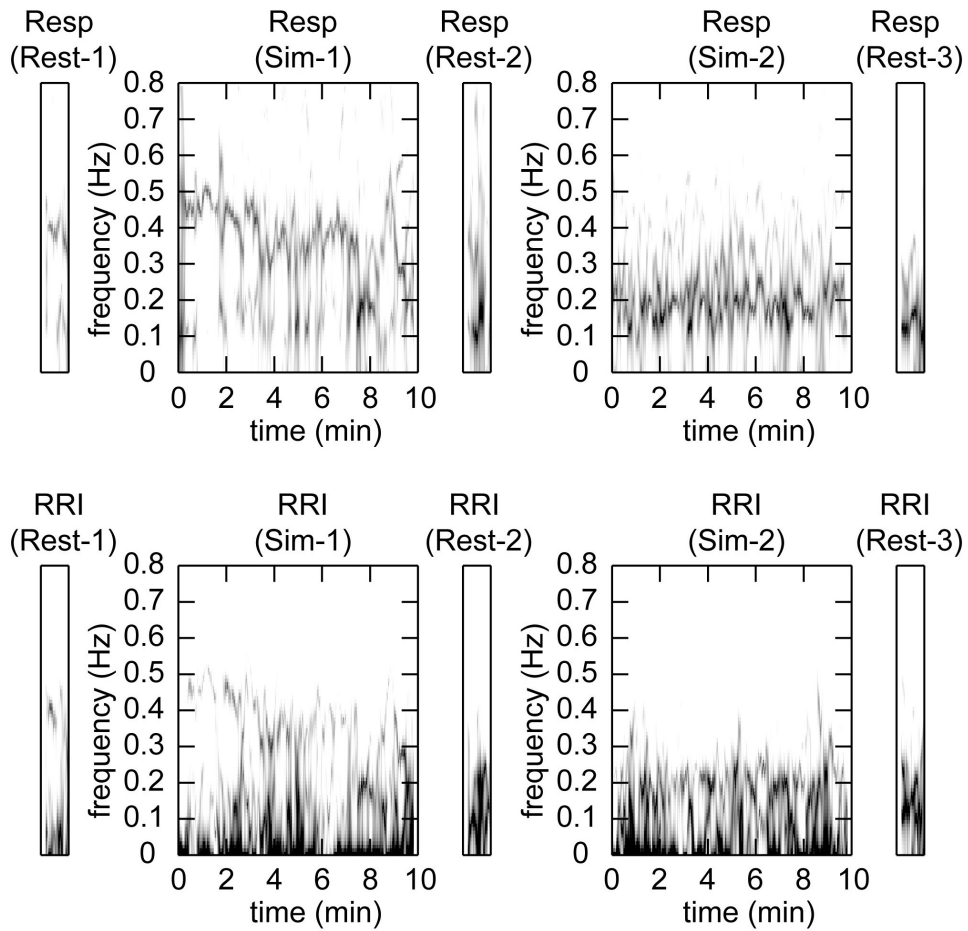 Resp
(Rest-1)
Resp
(Sim-1)
Resp
(Rest-2)
Resp
(Sim-2)
Resp
(Rest-3)
frequency (Hz)
0.8
0.7
0.6
0.5
0.4
0.3
0.2
0.1
0
0 2 4 6 8 10
time (min)
frequency (Hz)
0.8
0.7
0.6
0.5
0.4
0.3
0.2
0.1
0
0 2 4 6 8 10
time (min)
RRI
(Rest-1)
RRI
(Sim-1)
RRI
(Rest-2)
RRI
(Sim-2)
RRI
(Rest-3)
frequency (Hz)
0.8
0.7
0.6
0.5
0.4
0.3
0.2
0.1
0
0 2 4 6 8 10
time (min)
frequency (Hz)
0.8
0.7
0.6
0.5
0.4
0.3
0.2
0.1
0
0 2 4 6 8 10
time (min)